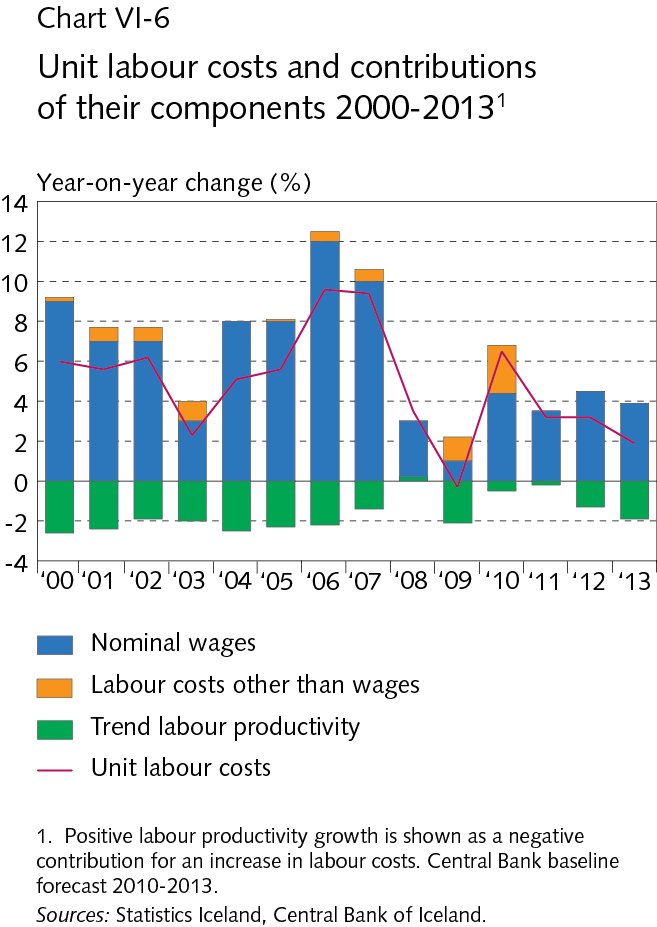 Chart VI-6
Unit labour costs and contributions
of their components 2000-2013¹
Year-on-year change (%)
14
12
10
8
6
4
2
0
-2
-4
'00 '01 '02 '03 '04 '05 '06 '07 '08 '09 '10 '11 '12 '13
Nominal wages
Labour costs other than wages
Trend labour productivity
Unit labour costs
1. Positive labour productivity growth is shown as a negative
contribution for an increase in labour costs. Central Bank baseline
forecast 2010-2013.
Sources: Statistics Iceland, Central Bank of Iceland.